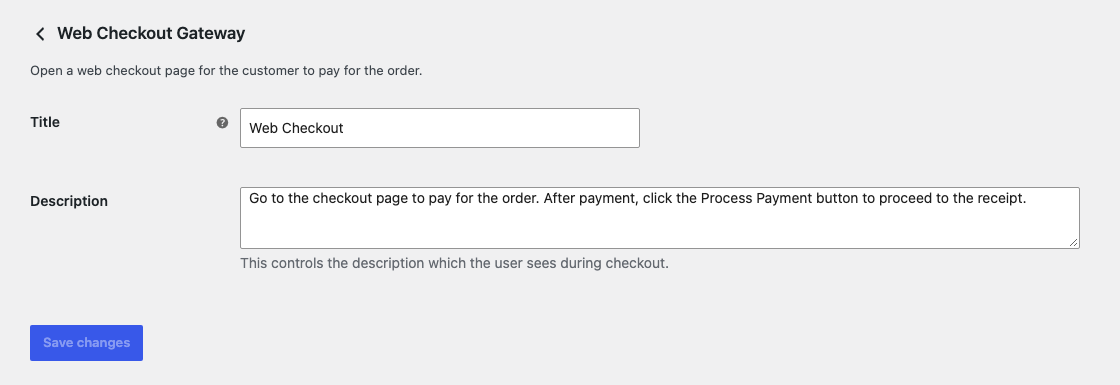 Web Checkout Gateway
Open a web checkout page for the customer to pay for the order.
Title
?
Web Checkout
Description
Go to the checkout page to pay for the order. After payment, click the Process Payment button to proceed to the receipt.
This controls the description which the user sees during checkout.
Save changes